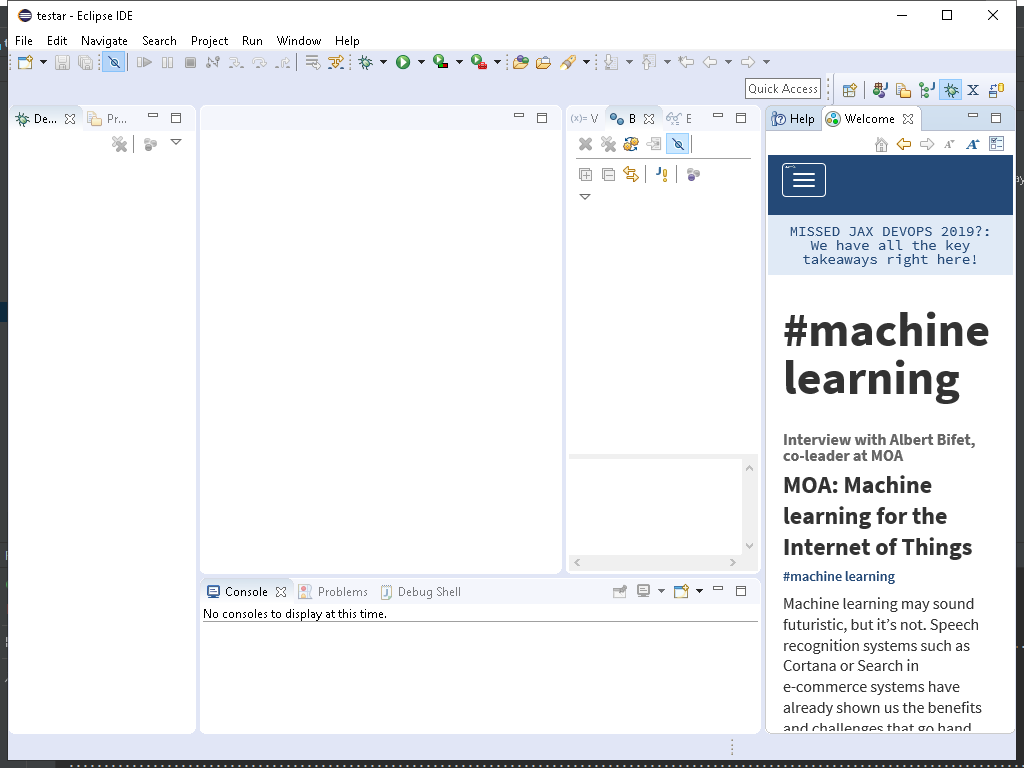 testar - Eclipse IDE
File Edit Navigate Search Project Run Window Help
Quick Access
De...
Pr...
(x)= V
B
E
Help
Welcome
MISSED JAX DEVOPS 2019?:
We have all the key
takeaways right here!
#machine
learning
Interview with Albert Bifet,
co-leader at MOA
MOA: Machine
learning for the
Internet of Things
#machine learning
Machine learning may sound
futuristic, but it’s not. Speech
recognition systems such as
Cortana or Search in
e-commerce systems have
already shown us the benefits
and challenges that go hand
Console
Problems
Debug Shell
No consoles to display at this time.